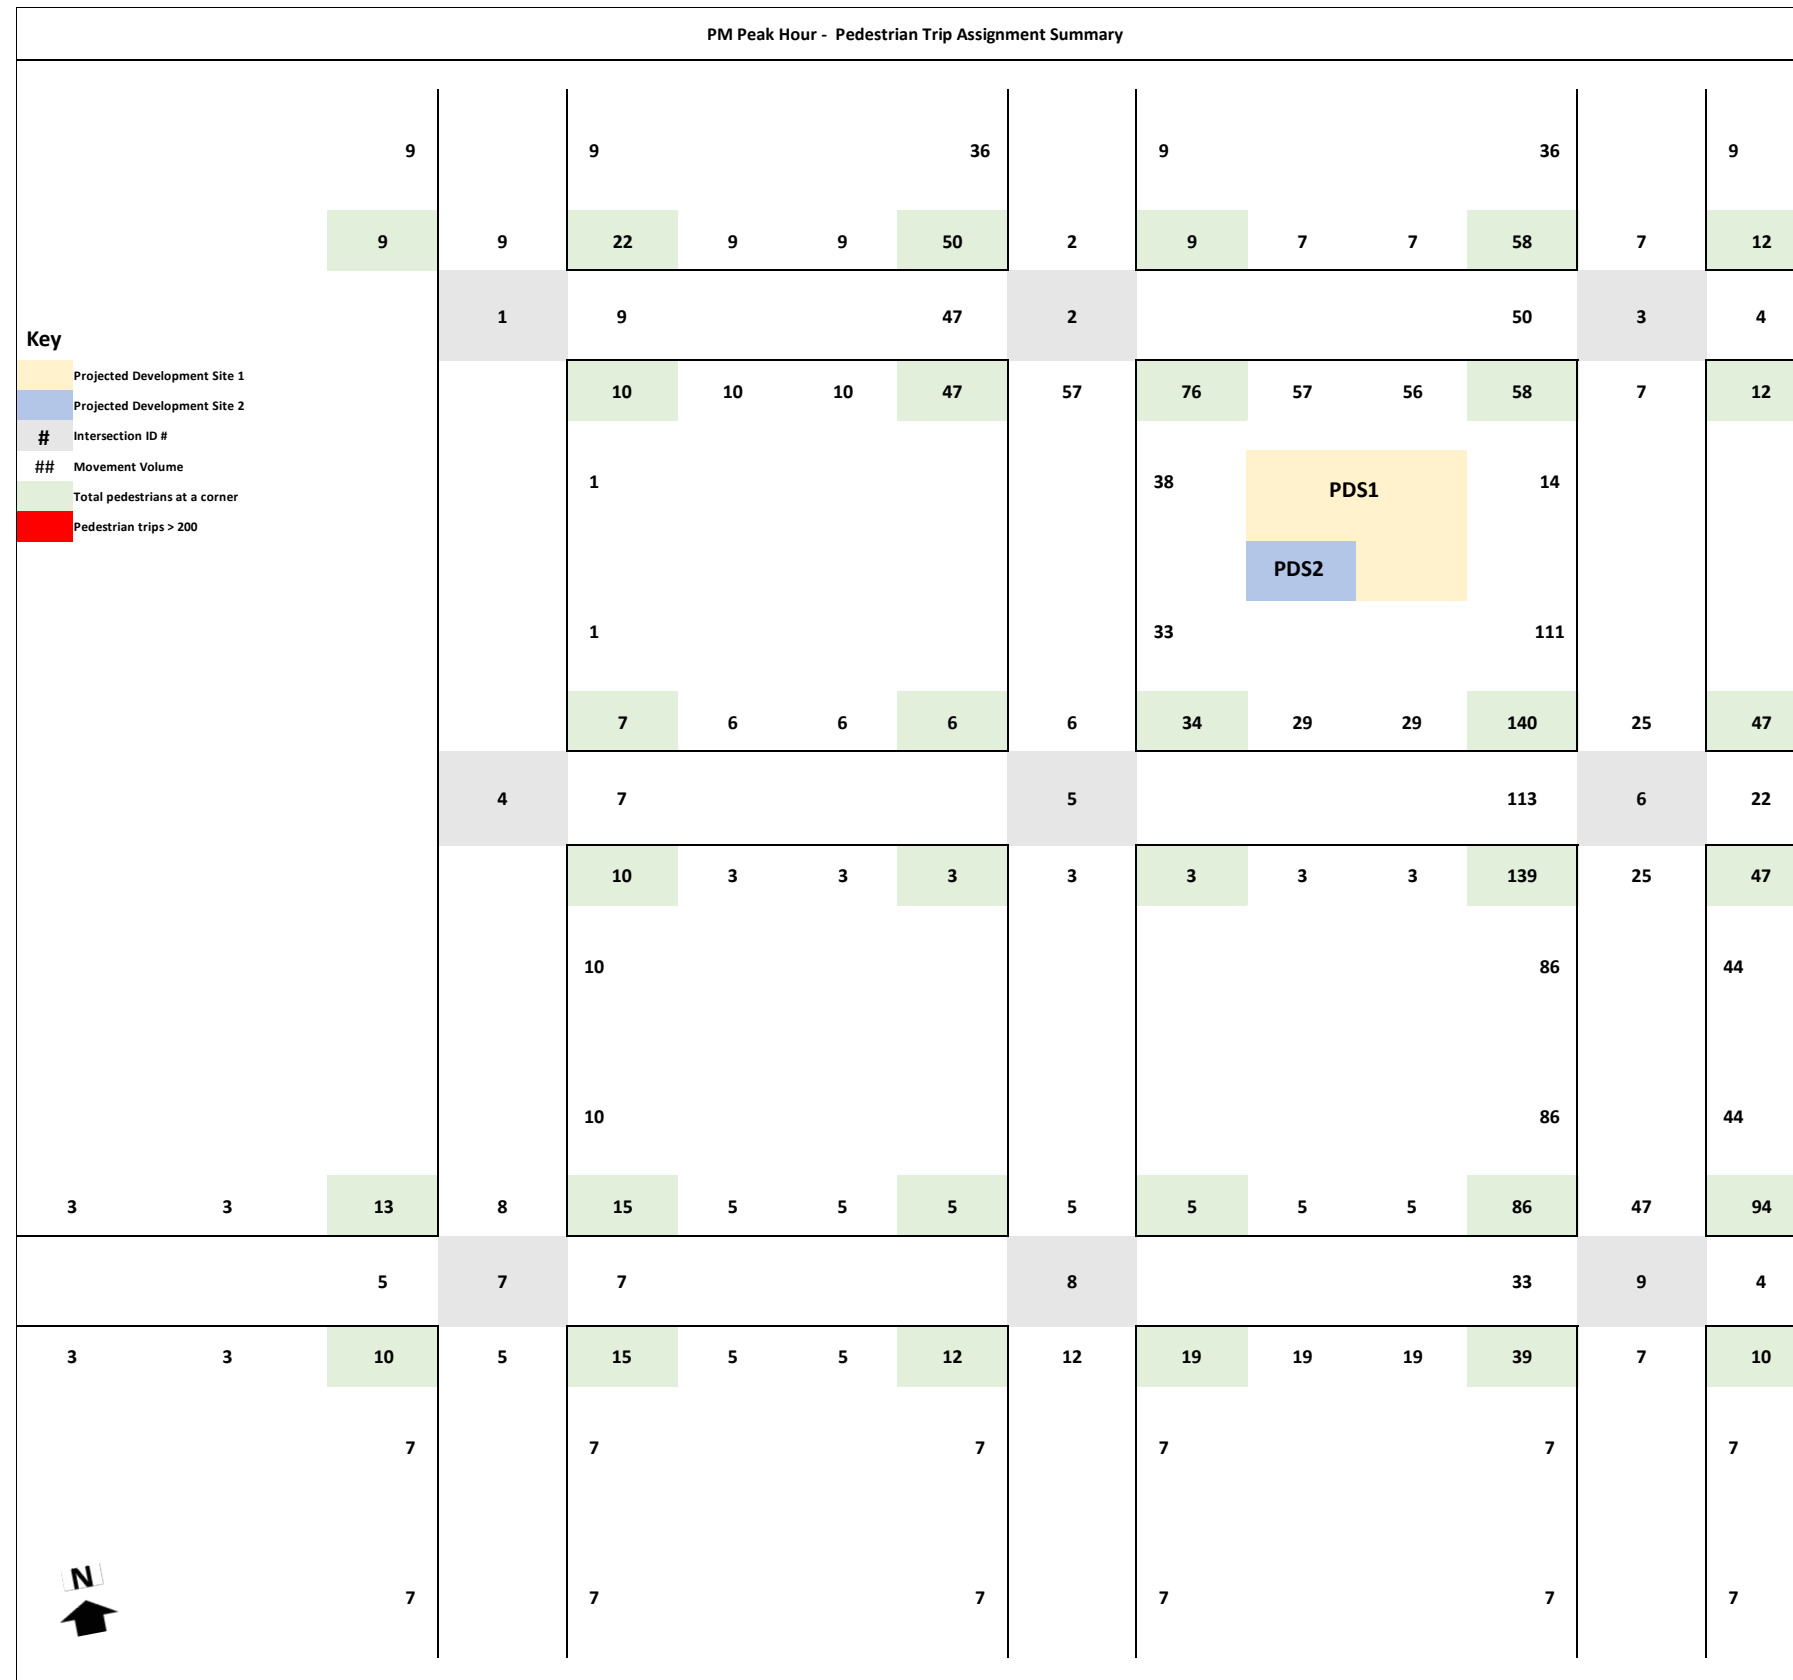 PM Peak Hour - Pedestrian Trip Assignment Summary
9 9 36 9 36 9
9 9 22 9 9 50 2 9 7 7 58 7 12
1 9 47 2 50 3 4
Key
Projected Development Site 1
Projected Development Site 2
# Intersection ID #
## Movement Volume
Total pedestrians at a corner
Pedestrian trips > 200
10 10 10 47 57 76 57 56 58 7 12
1 38 PDS1 14
PDS2
1 33 111
7 6 6 6 6 34 29 29 140 25 47
4 7 5 113 6 22
10 3 3 3 3 3 3 3 139 25 47
10 86 44
10 86 44
3 3 13 8 15 5 5 5 5 5 5 5 86 47 94
5 7 7 8 33 9 4
3 3 10 5 15 5 5 12 12 19 19 19 39 7 10
7 7 7 7 7 7
N
7 7 7 7 7 7